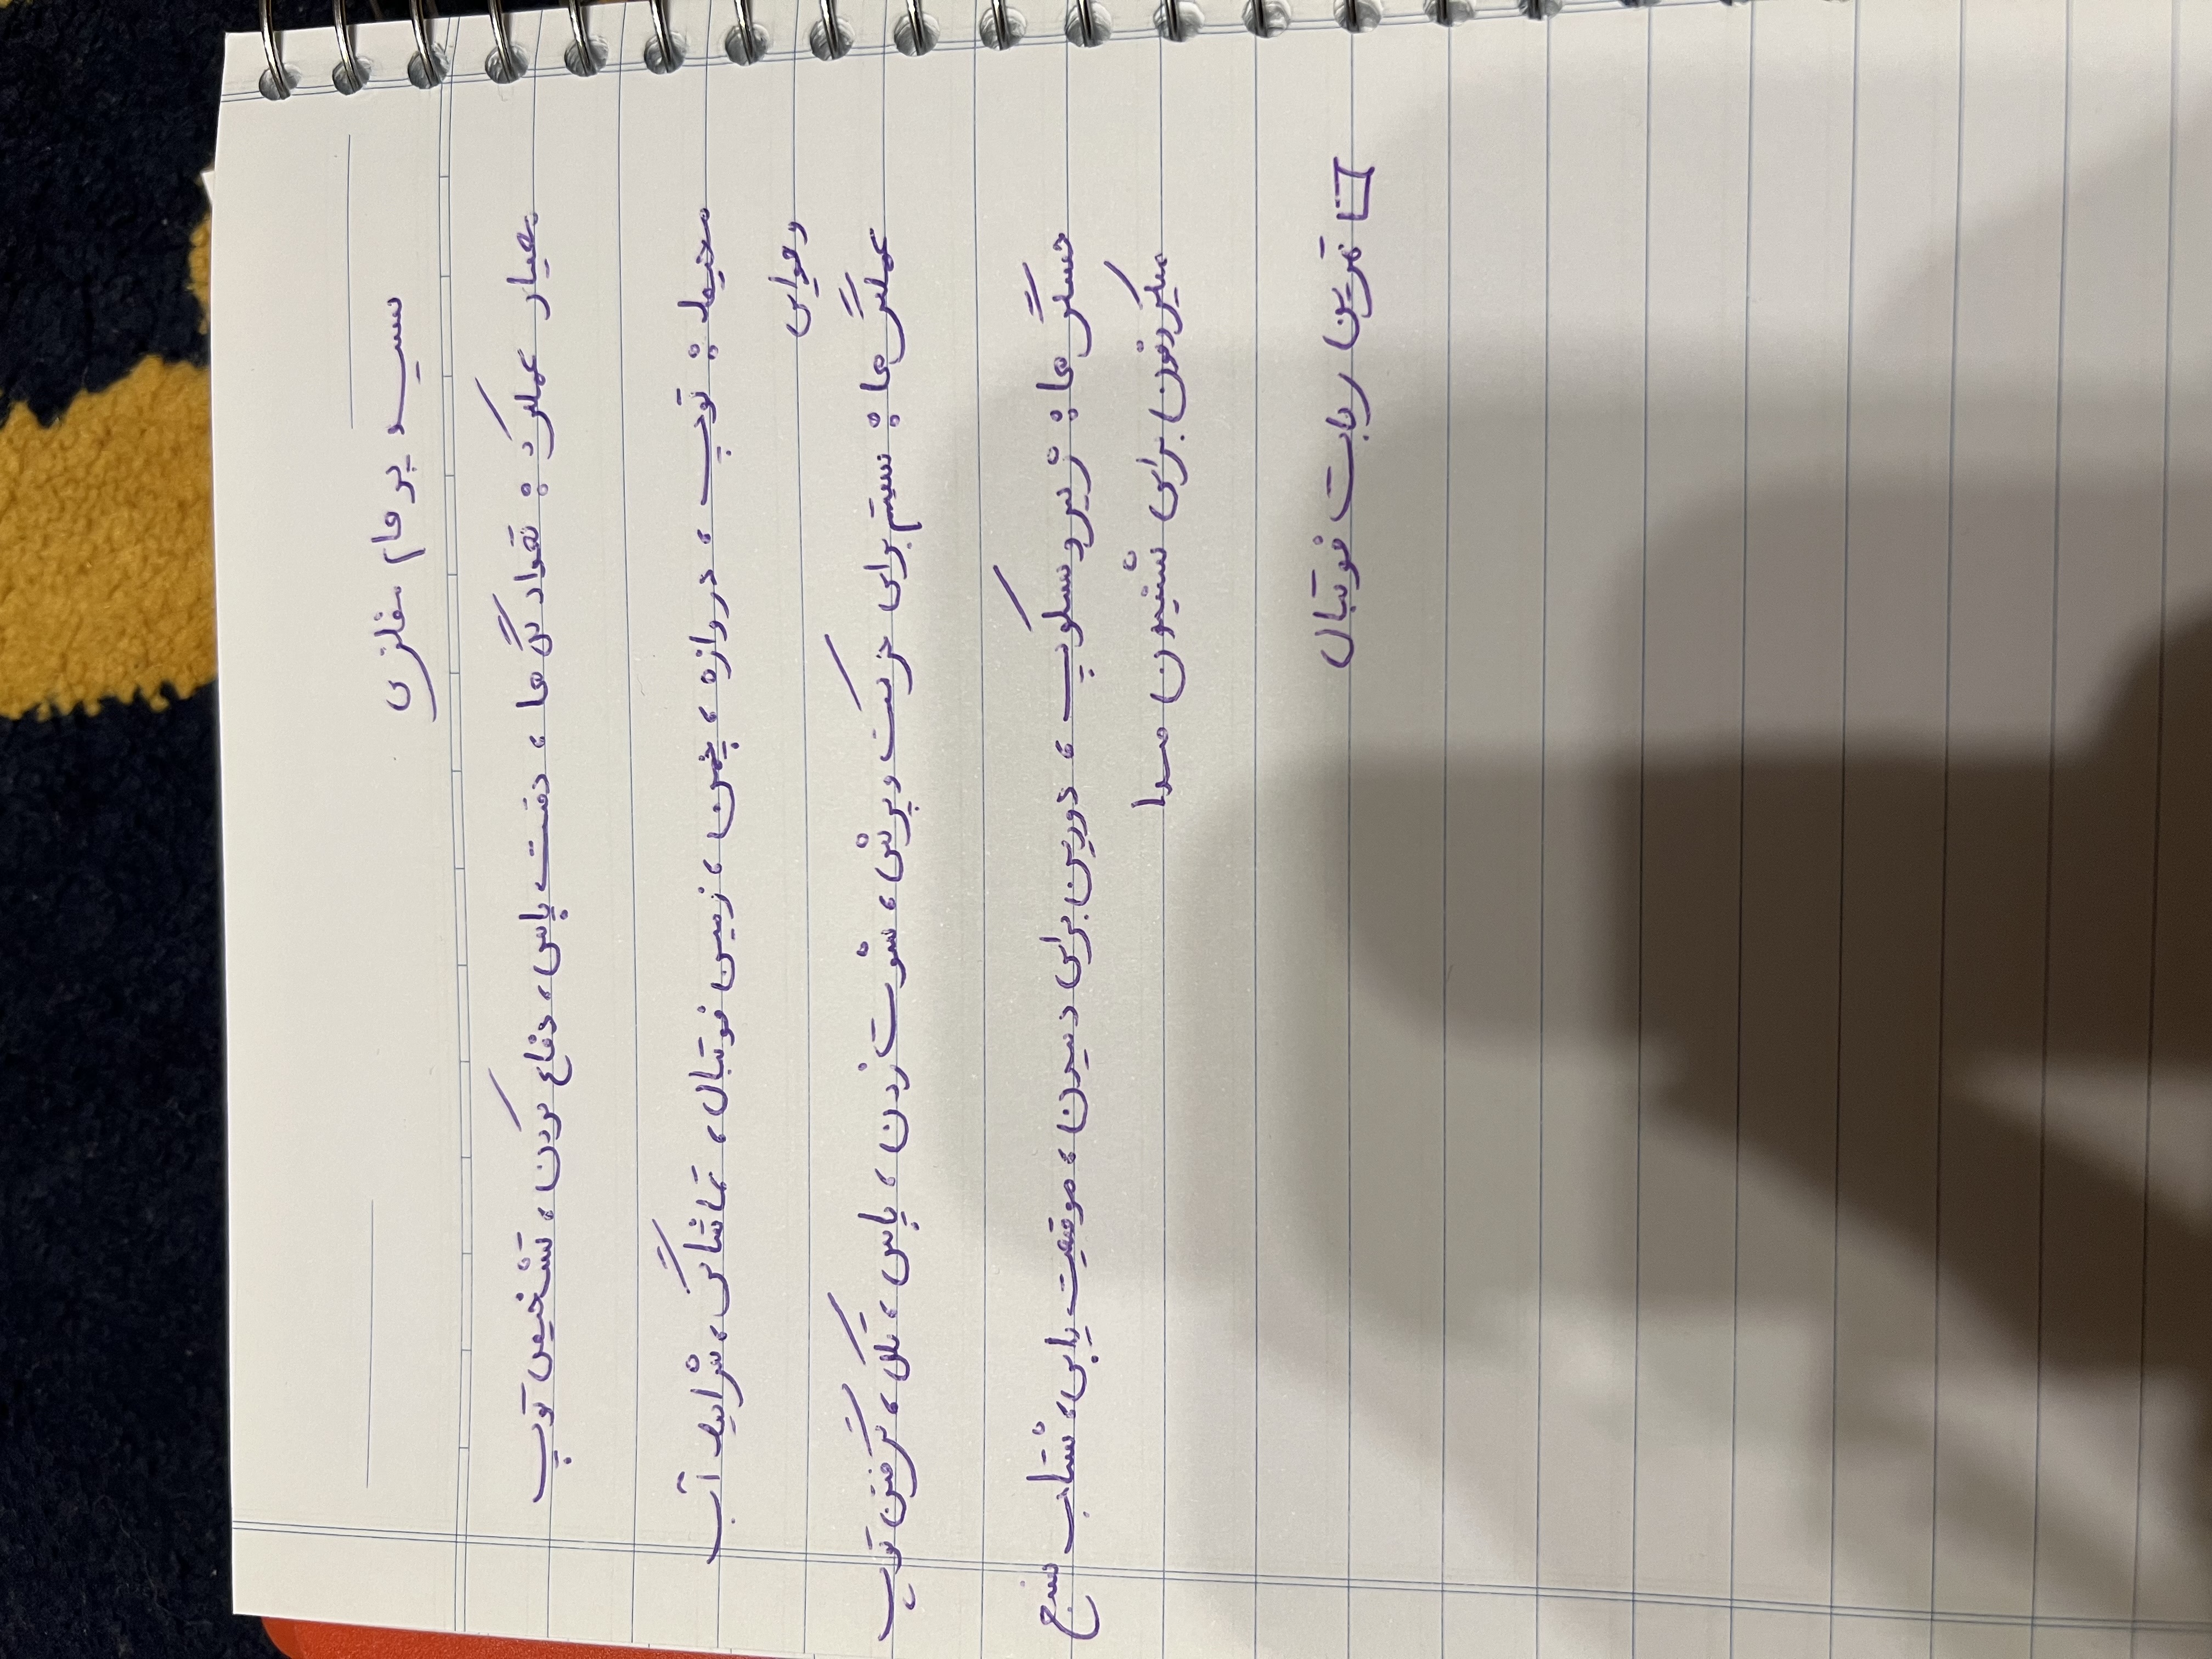 سید پرهام مفلزی
معیار عملکرد: تعداد گل ها، دقت پاس، دفاع کردن، تشخیص توپ
محیط: توپ، دروازه، چمن، زمین فوتبال، تماشاگر، شرایط آب
وهوایی
عملگر ها: سیتم برای حرکت و پرش، شوت زدن، پاس، تکل، گرفتن توپ
حسگر ها: ژیروسکوپ، دوربین برای دیدن، موقعیت یابی، شتاب سنج
میکروفون برای شنیدن صدا
تمرین ربات فوتبال